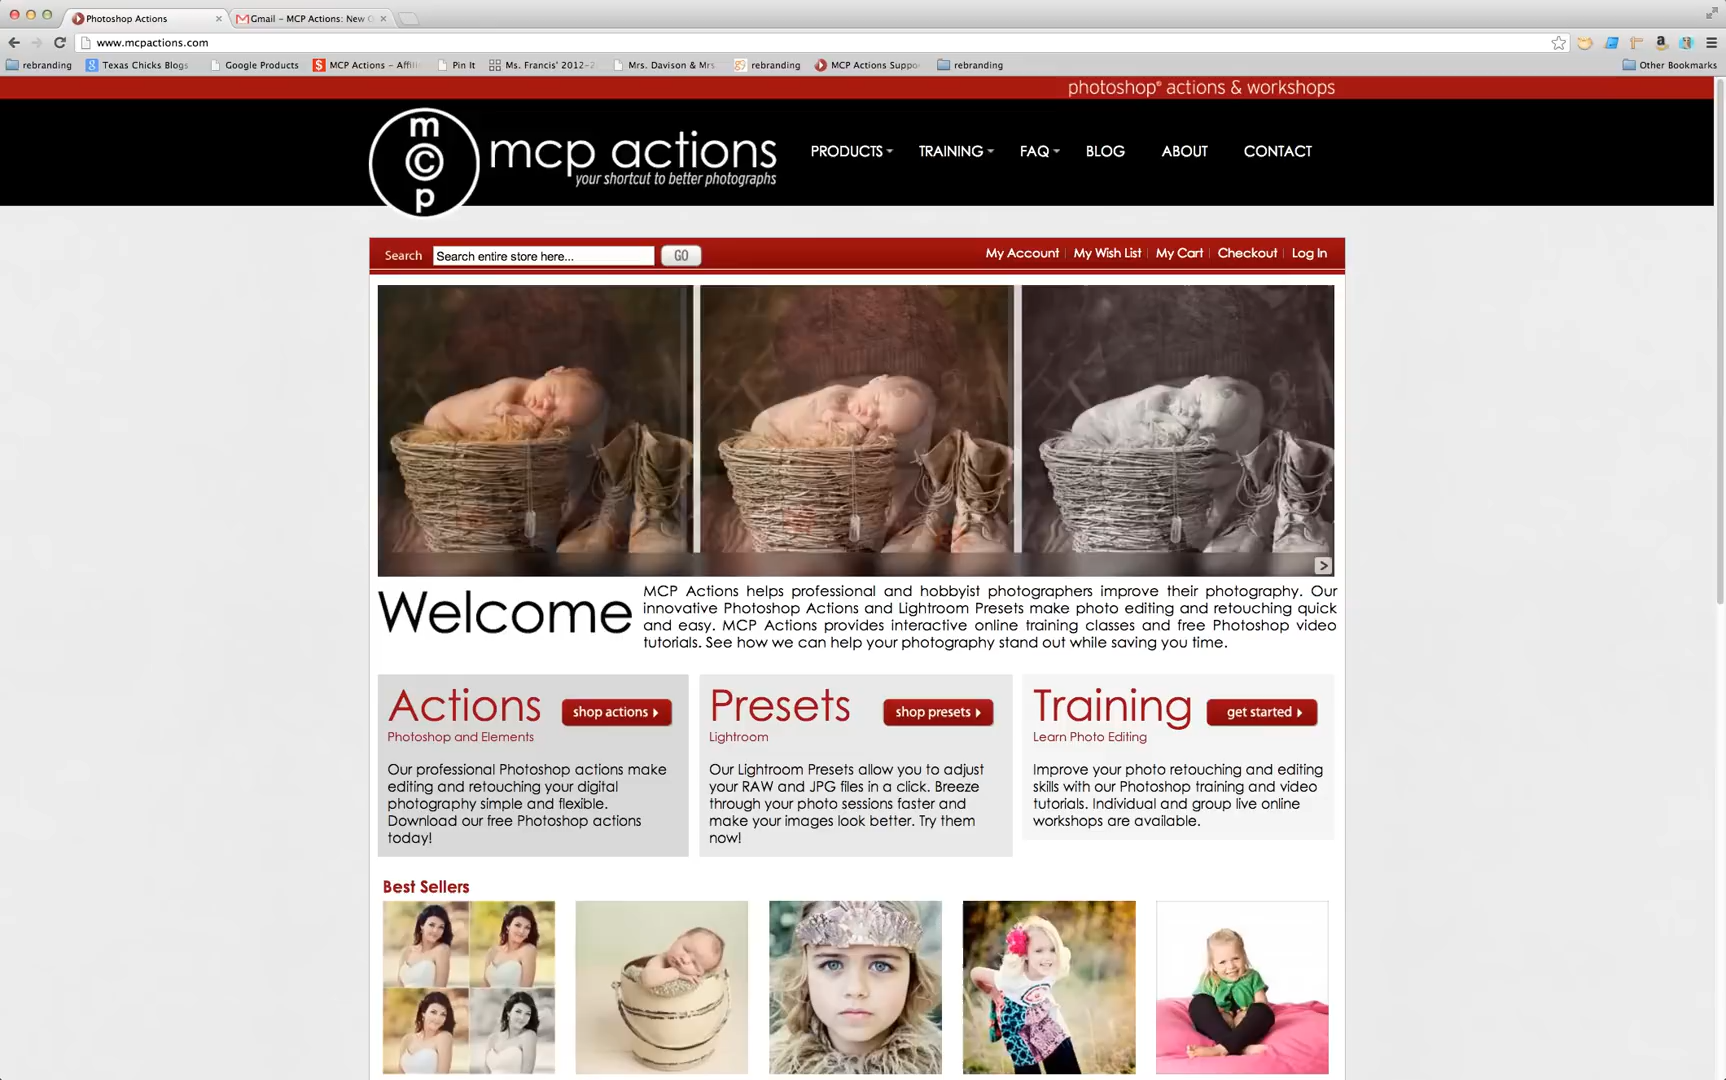 Photoshop Actions
Gmail - MCP Actions: New
www.mcpactions.com
rebranding
Texas Chicks Blogs
Google Products
MCP Actions - Affili
Pin It
Ms. Francis' 2012-2
Mrs. Davison & Mrs
rebranding
MCP Actions Suppo
rebranding
Other Bookmarks
photoshop® actions & workshops
m
©
p
mcp actions
your shortcut to better photographs
PRODUCTS
TRAINING
FAQ
BLOG
ABOUT
CONTACT
Search
Search entire store here...
GO
My Account
My Wish List
My Cart
Checkout
Log In
Welcome
MCP Actions helps professional and hobbyist photographers improve their photography. Our
innovative Photoshop Actions and Lightroom Presets make photo editing and retouching quick
and easy. MCP Actions provides interactive online training classes and free Photoshop video
tutorials. See how we can help your photography stand out while saving you time.
Actions
shop actions
Photoshop and Elements
Our professional Photoshop actions make
editing and retouching your digital
photography simple and flexible.
Download our free Photoshop actions
today!
Presets
shop presets
Lightroom
Our Lightroom Presets allow you to adjust
your RAW and JPG files in a click. Breeze
through your photo sessions faster and
make your images look better. Try them
now!
Training
get started
Learn Photo Editing
Improve your photo retouching and editing
skills with our Photoshop training and video
tutorials. Individual and group live online
workshops are available.
Best Sellers